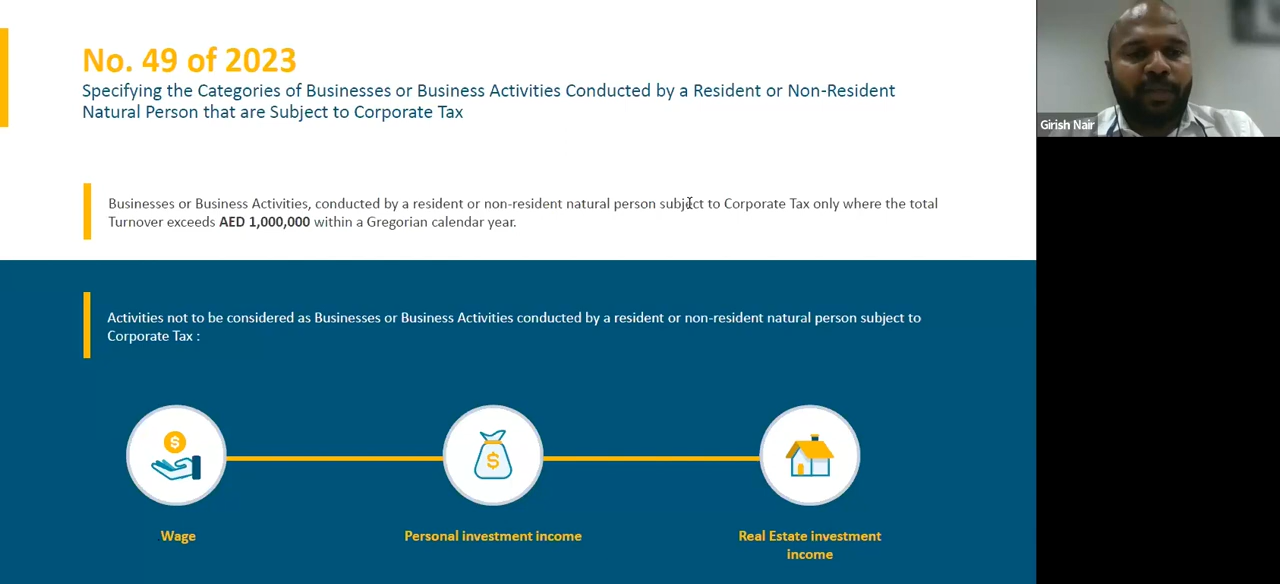 No. 49 of 2023
Specifying the Categories of Businesses or Business Activities Conducted by a Resident or Non-Resident
Natural Person that are Subject to Corporate Tax
Girish Nair
Businesses or Business Activities, conducted by a resident or non-resident natural person subject to Corporate Tax only where the total
Turnover exceeds AED 1,000,000 within a Gregorian calendar year.
Activities not to be considered as Businesses or Business Activities conducted by a resident or non-resident natural person subject to
Corporate Tax :
$
$
Wage
Personal investment income
Real Estate investment
income